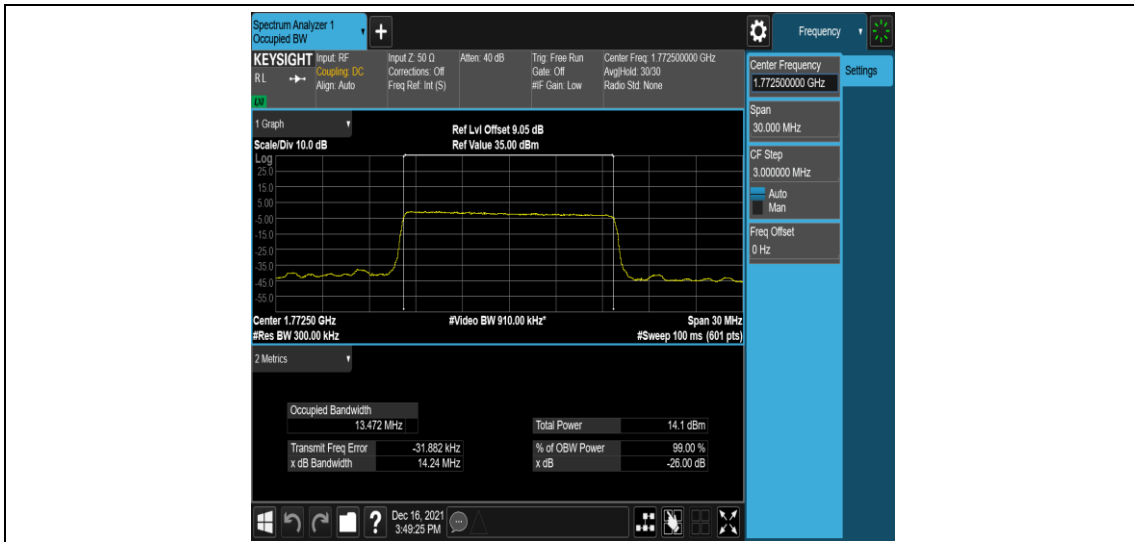 Spectrum Analyzer 1
Occupied BW
+
Frequency
KEYSIGHT
RL
Input: RF
Coupling: DC
Align: Auto
Input Z: 50 Ω
Corrections: Off
Freq Ref: Int (S)
Atten: 40 dB
Trig: Free Run
Gate: Off
#IF Gain: Low
Center Freq: 1.772500000 GHz
Avg|Hold: 30/30
Radio Std: None
LXI
Center Frequency
1.772500000 GHz
Settings
Span
30.000 MHz
CF Step
3.000000 MHz
Auto
Man
Freq Offset
0 Hz
1 Graph
Scale/Div 10.0 dB
Ref Lvl Offset 9.05 dB
Ref Value 35.00 dBm
Log
25.0
15.0
5.00
-5.00
-15.0
-25.0
-35.0
-45.0
-55.0
Center 1.77250 GHz
#Video BW 910.00 kHz*
Span 30 MHz
#Res BW 300.00 kHz
#Sweep 100 ms (601 pts)
2 Metrics
Occupied Bandwidth
13.472 MHz
Total Power 14.1 dBm
Transmit Freq Error -31.882 kHz
% of OBW Power 99.00 %
x dB Bandwidth 14.24 MHz
x dB -26.00 dB
?
Dec 16, 2021
3:49:25 PM